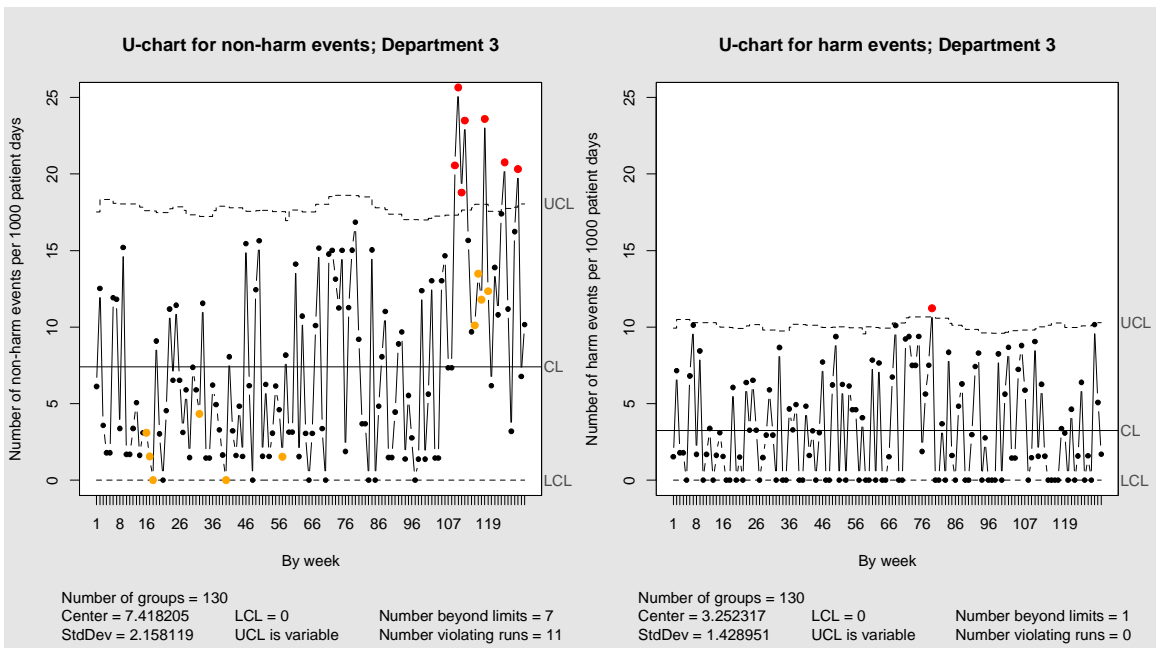 U-chart for non-harm events; Department 3
Number of non-harm events per 1000 patient days
25
20
15
10
5
0
UCL
CL
LCL
1 8 16 26 36 46 56 66 76 86 96 107 119
By week
Number of groups = 130
Center = 7.418205 LCL = 0 Number beyond limits = 7
StdDev = 2.158119 UCL is variable Number violating runs = 11
U-chart for harm events; Department 3
Number of harm events per 1000 patient days
25
20
15
10
5
0
UCL
CL
LCL
1 8 16 26 36 46 56 66 76 86 96 107 119
By week
Number of groups = 130
Center = 3.252317 LCL = 0 Number beyond limits = 1
StdDev = 1.428951 UCL is variable Number violating runs = 0